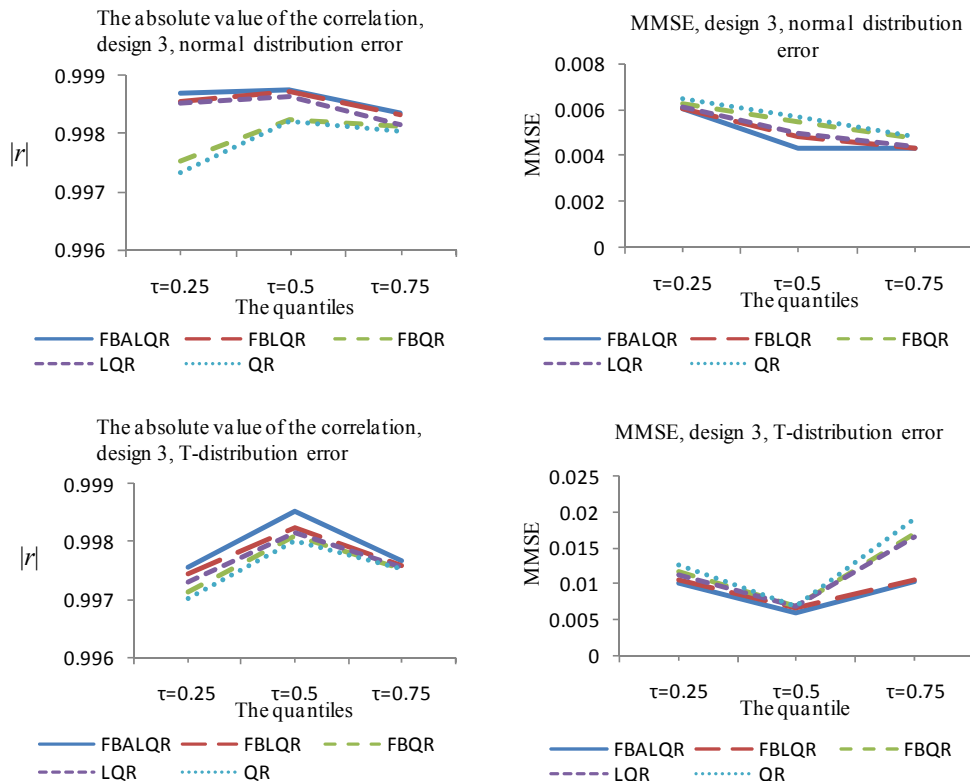 The absolute value of the correlation,
design 3, normal distribution error
0.999
0.998
0.997
0.996
|r|
τ=0.25 τ=0.5 τ=0.75
The quantiles
FBALQR FBLQR FBQR
LQR QR
MMSE, design 3, normal distribution
error
0.008
0.006
0.004
0.002
0
MMSE
τ=0.25 τ=0.5 τ=0.75
The quantiles
FBALQR FBLQR FBQR
LQR QR
The absolute value of the correlation,
design 3, T-distribution error
0.999
0.998
0.997
0.996
|r|
τ=0.25 τ=0.5 τ=0.75
The quantiles
FBALQR FBLQR FBQR
LQR QR
MMSE, design 3, T-distribution error
0.025
0.02
0.015
0.01
0.005
0
MMSE
τ=0.25 τ=0.5 τ=0.75
The quantile
FBALQR FBLQR FBQR
LQR QR